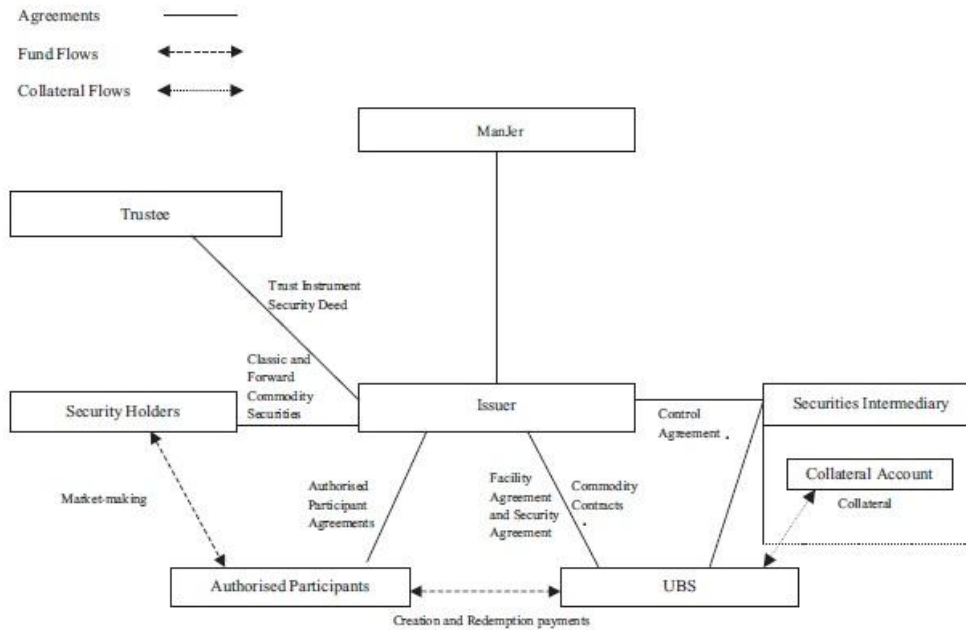 Agreements
Fund Flows
Collateral Flows
ManJer
Trustee
Trust Instrument
Security Deed
Classic and
Forward
Commodity
Securities
Security Holders
Issuer
Control
Agreement
Securities Intermediary
Collateral Account
Collateral
Market-making
Authorised
Participant
Agreements
Facility
Agreement
and Security
Agreement
Commodity
Contracts
Authorised Participants
UBS
Creation and Redemption payments